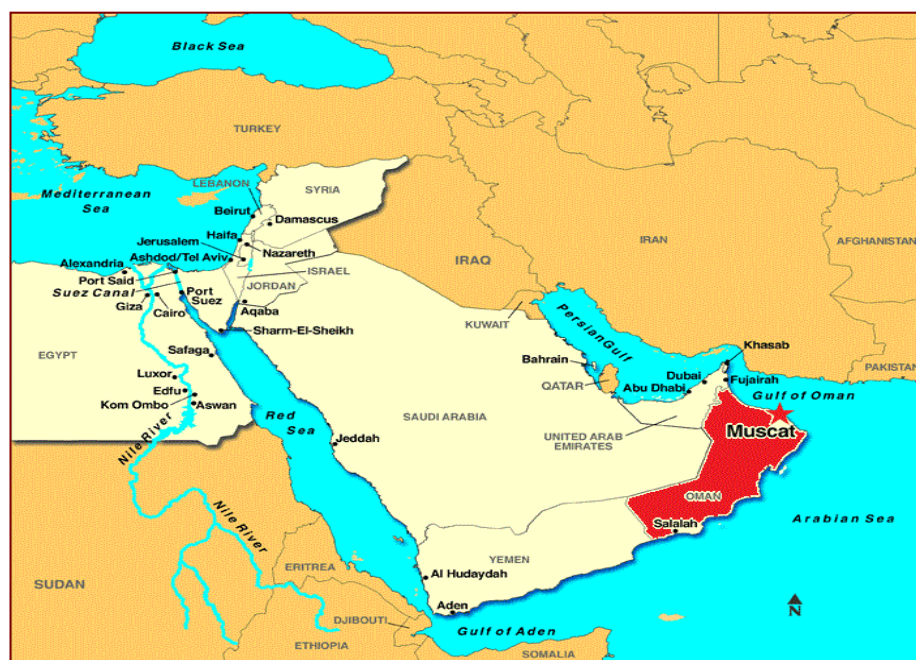 Black Sea
TURKEY
Mediterranean
Sea
LEBANON
SYRIA
Beirut
Damascus
Haifa
Jerusalem
Nazareth
Alexandria
Ashdod/Tel Aviv
ISRAEL
IRAQ
IRAN
AFGHANISTAN
Port Said
Suez Canal
Port
Suez
JORDAN
Giza
Cairo
Aqaba
KUWAIT
Persian Gulf
Sharm-El-Sheikh
EGYPT
Safaga
Bahrain
Khasab
PAKISTAN
Luxor
QATAR
Dubai
Abu Dhabi
Fujairah
Edfu
Kom Ombo
Aswan
Gulf of Oman
Nile River
Red
Sea
SAUDI ARABIA
UNITED ARAB
EMIRATES
Muscat
Jeddah
Nile River
OMAN
Salalah
Arabian Sea
SUDAN
ERITREA
YEMEN
Al Hudaydah
Aden
N
DJIBOUTI
Gulf of Aden
ETHIOPIA
SOMALIA